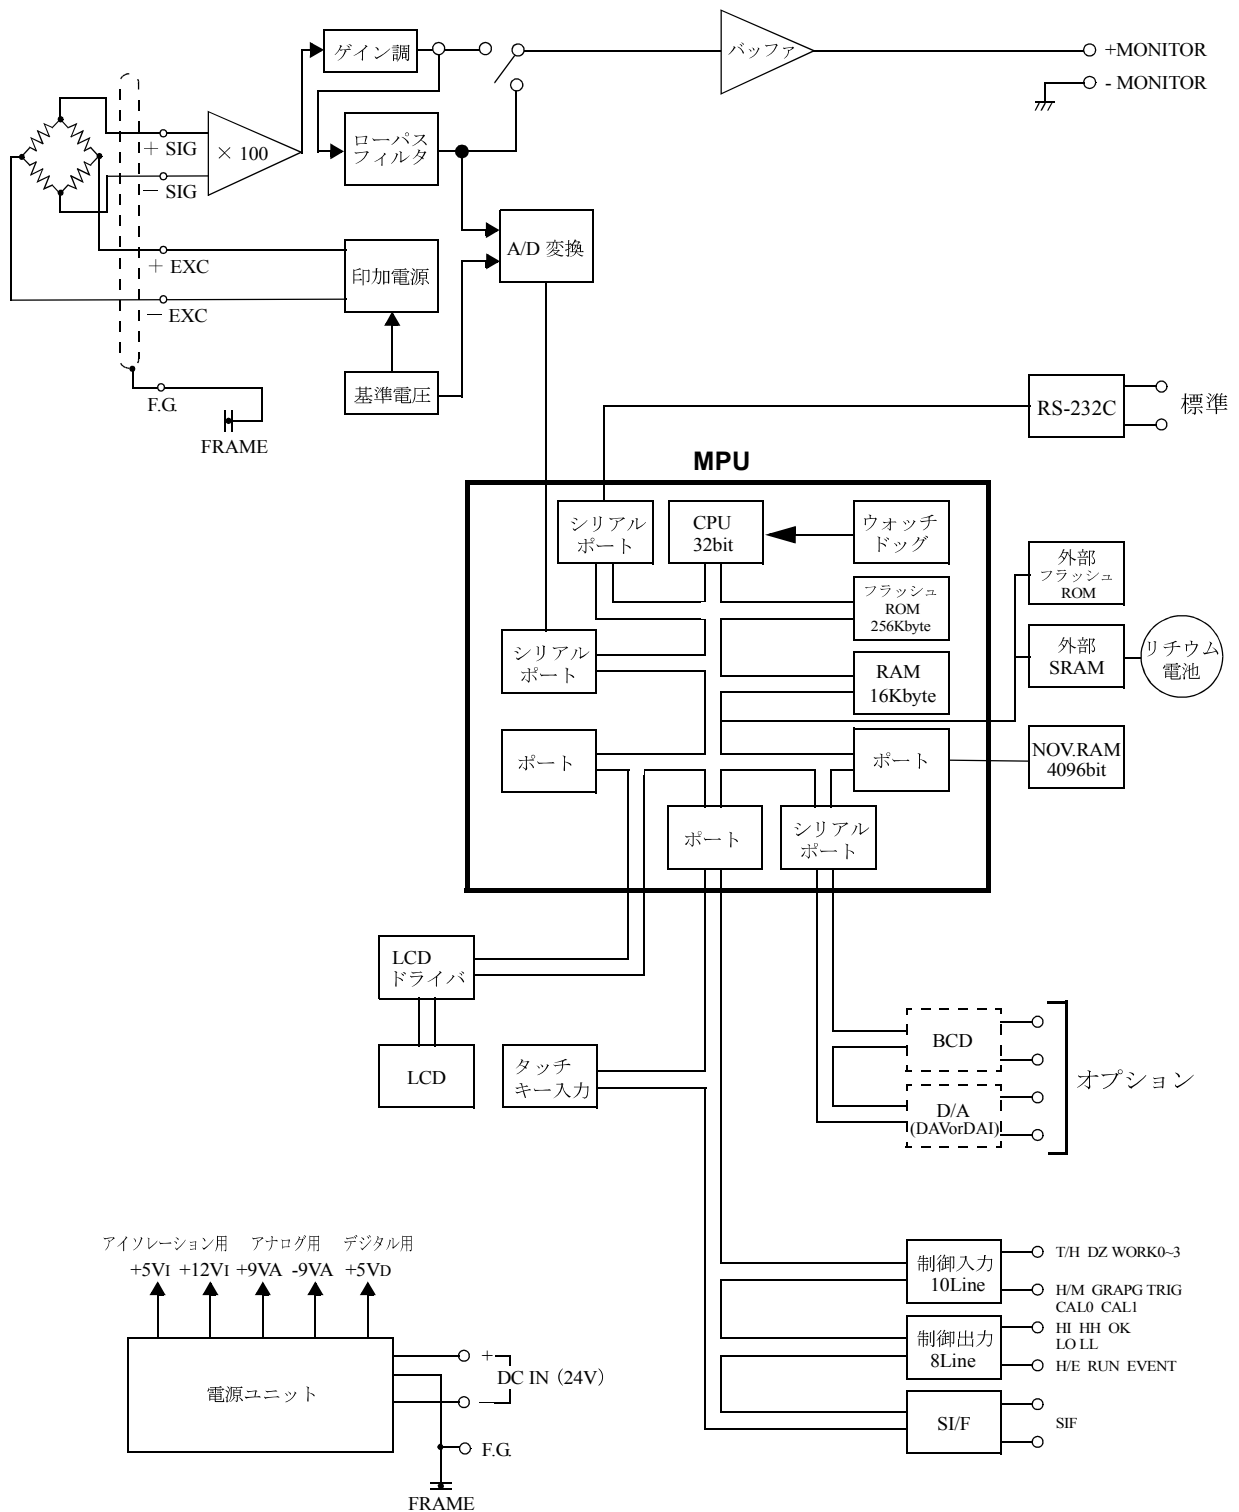 ゲイン調
バッファ
+MONITOR
- MONITOR
+ SIG
× 100
ローパス
フィルタ
− SIG
A/D 変換
+ EXC
印加電源
− EXC
基準電圧
F.G.
FRAME
RS-232C
標準
MPU
シリアル
ポート
CPU
32bit
ウォッチ
ドッグ
外部
フラッシュ
ROM
フラッシュ
ROM
256Kbyte
シリアル
ポート
RAM
16Kbyte
外部
SRAM
リチウム
電池
ポート
ポート
NOV.RAM
4096bit
ポート
シリアル
ポート
LCD
ドライバ
LCD
タッチ
キー入力
BCD
D/A
(DAVorDAI)
オプション
アイソレーション用 アナログ用 デジタル用
+5VI +12VI +9VA -9VA +5VD
電源ユニット
+
DC IN (24V)
−
F.G.
FRAME
制御入力
10Line
T/H DZ WORK0~3
H/M GRAPG TRIG
CAL0 CAL1
制御出力
8Line
HI HH OK
LO LL
H/E RUN EVENT
SI/F
SIF